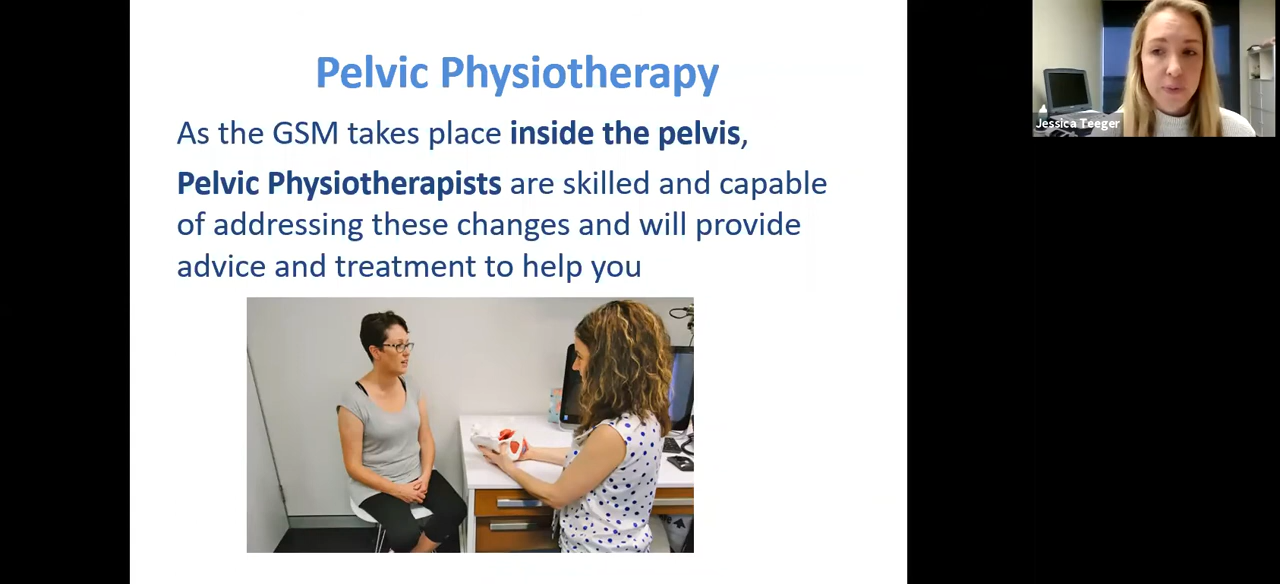 Pelvic Physiotherapy
As the GSM takes place inside the pelvis,
Pelvic Physiotherapists are skilled and capable
of addressing these changes and will provide
advice and treatment to help you
Jessica Teeger